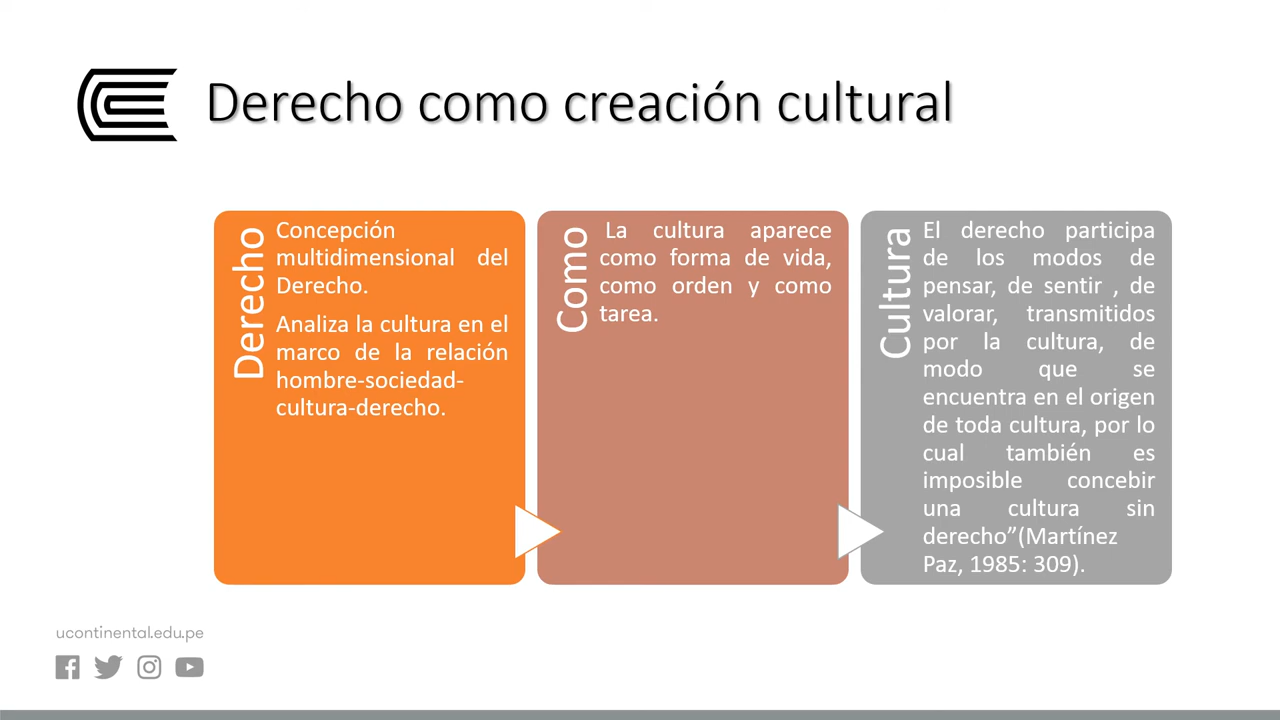 Derecho como creación cultural
Derecho
Concepción
multidimensional del
Derecho.
Analiza la cultura en el
marco de la relación
hombre-sociedad-
cultura-derecho.
Como
La cultura aparece
como forma de vida,
como orden y como
tarea.
Cultura
El derecho participa
de los modos de
pensar, de sentir , de
valorar, transmitidos
por la cultura, de
modo que se
encuentra en el origen
de toda cultura, por lo
cual también es
imposible concebir
una cultura sin
derecho”(Martínez
Paz, 1985: 309).
ucontinental.edu.pe